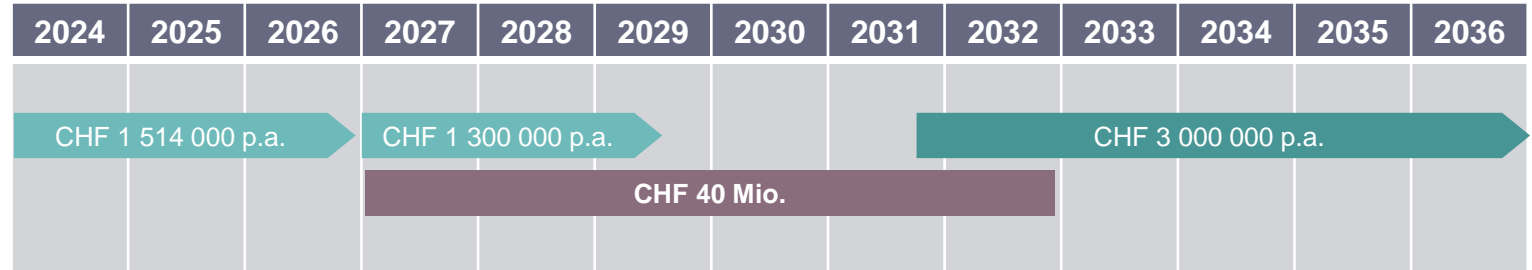 2024 2025 2026 2027 2028 2029 2030 2031 2032 2033 2034 2035 2036
CHF 1 514 000 p.a. CHF 1 300 000 p.a. CHF 3 000 000 p.a.
CHF 40 Mio.